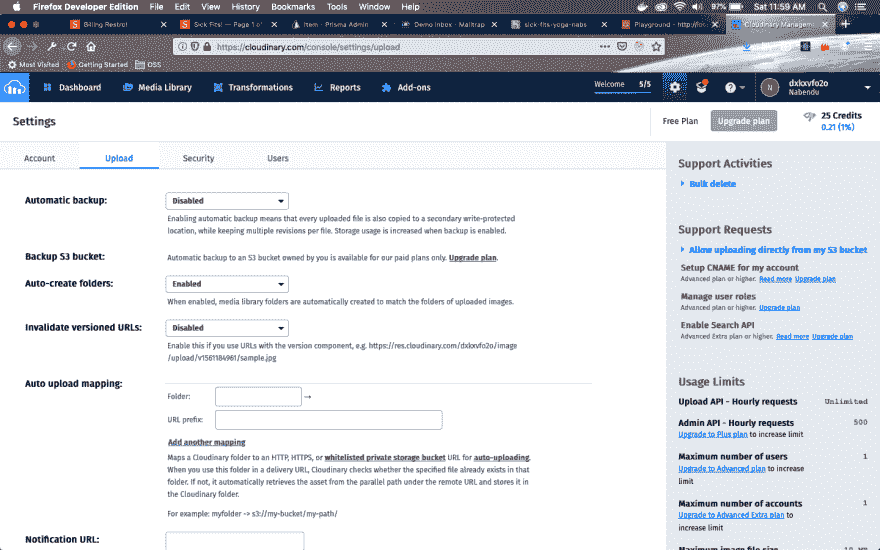 Firefox Developer Edition File Edit View History Bookmarks Tools Window Help 97% Sat 11:59 AM
Billing Restro! Sick Fits! — Page 1 of Item - Prisma Admin Demo Inbox - Mailtrap sick-fits-yoga-nabs Playground - http://lo Cloudinary Managem
https://cloudinary.com/console/settings/upload
Most Visited Getting Started OSS
Dashboard Media Library Transformations Reports Add-ons Welcome 5/5 N dxkxvfo2o
Nabendu
Settings Free Plan Upgrade plan 25 Credits
0.21 (1%)
Account Upload Security Users
Automatic backup: Disabled
Enabling automatic backup means that every uploaded file is also copied to a secondary write-protected
location, while keeping multiple revisions per file. Storage usage is increased when backup is enabled.
Backup S3 bucket: Automatic backup to an S3 bucket owned by you is available for our paid plans only. Upgrade plan.
Auto-create folders: Enabled
When enabled, media library folders are automatically created to match the folders of uploaded images.
Invalidate versioned URLs: Disabled
Enable this if you use URLs with the version component, e.g. https://res.cloudinary.com/dxkxvfo2o/image
/upload/v1561184961/sample.jpg
Auto upload mapping:
Folder: →
URL prefix:
Add another mapping
Maps a Cloudinary folder to an HTTP, HTTPS, or whitelisted private storage bucket URL for auto-uploading.
When you use this folder in a delivery URL, Cloudinary checks whether the specified file already exists in that
folder. If not, it automatically retrieves the asset from the parallel path under the remote URL and stores it in
the Cloudinary folder.
For example: myfolder -> s3://my-bucket/my-path/
Notification URL:
Support Activities
Bulk delete
Support Requests
Allow uploading directly from my S3 bucket
Setup CNAME for my account
Advanced plan or higher. Read more Upgrade plan
Manage user roles
Advanced plan or higher. Upgrade plan
Enable Search API
Advanced Extra plan or higher. Read more Upgrade plan
Usage Limits
Upload API - Hourly requests Unlimited
Admin API - Hourly requests 500
Upgrade to Plus plan to increase limit
Maximum number of users 1
Upgrade to Advanced plan to increase
limit
Maximum number of accounts 1
Upgrade to Advanced Extra plan to
increase limit
Maximum image file size 10 MB